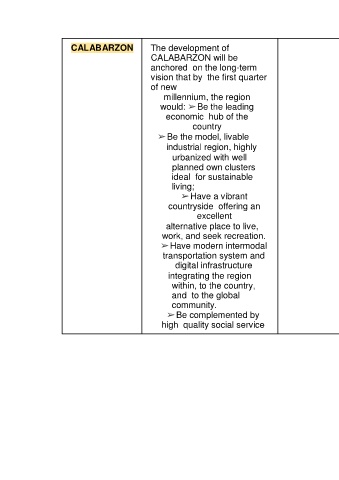 CALABARZON
The development of
CALABARZON will be
anchored on the long-term
vision that by the first quarter
of new
millennium, the region
would: ➢ Be the leading
economic hub of the
country
➢ Be the model, livable
industrial region, highly
urbanized with well
planned own clusters
ideal for sustainable
living;
➢ Have a vibrant
countryside offering an
excellent
alternative place to live,
work, and seek recreation.
➢ Have modern intermodal
transportation system and
digital infrastructure
integrating the region
within, to the country,
and to the global
community.
➢ Be complemented by
high quality social service